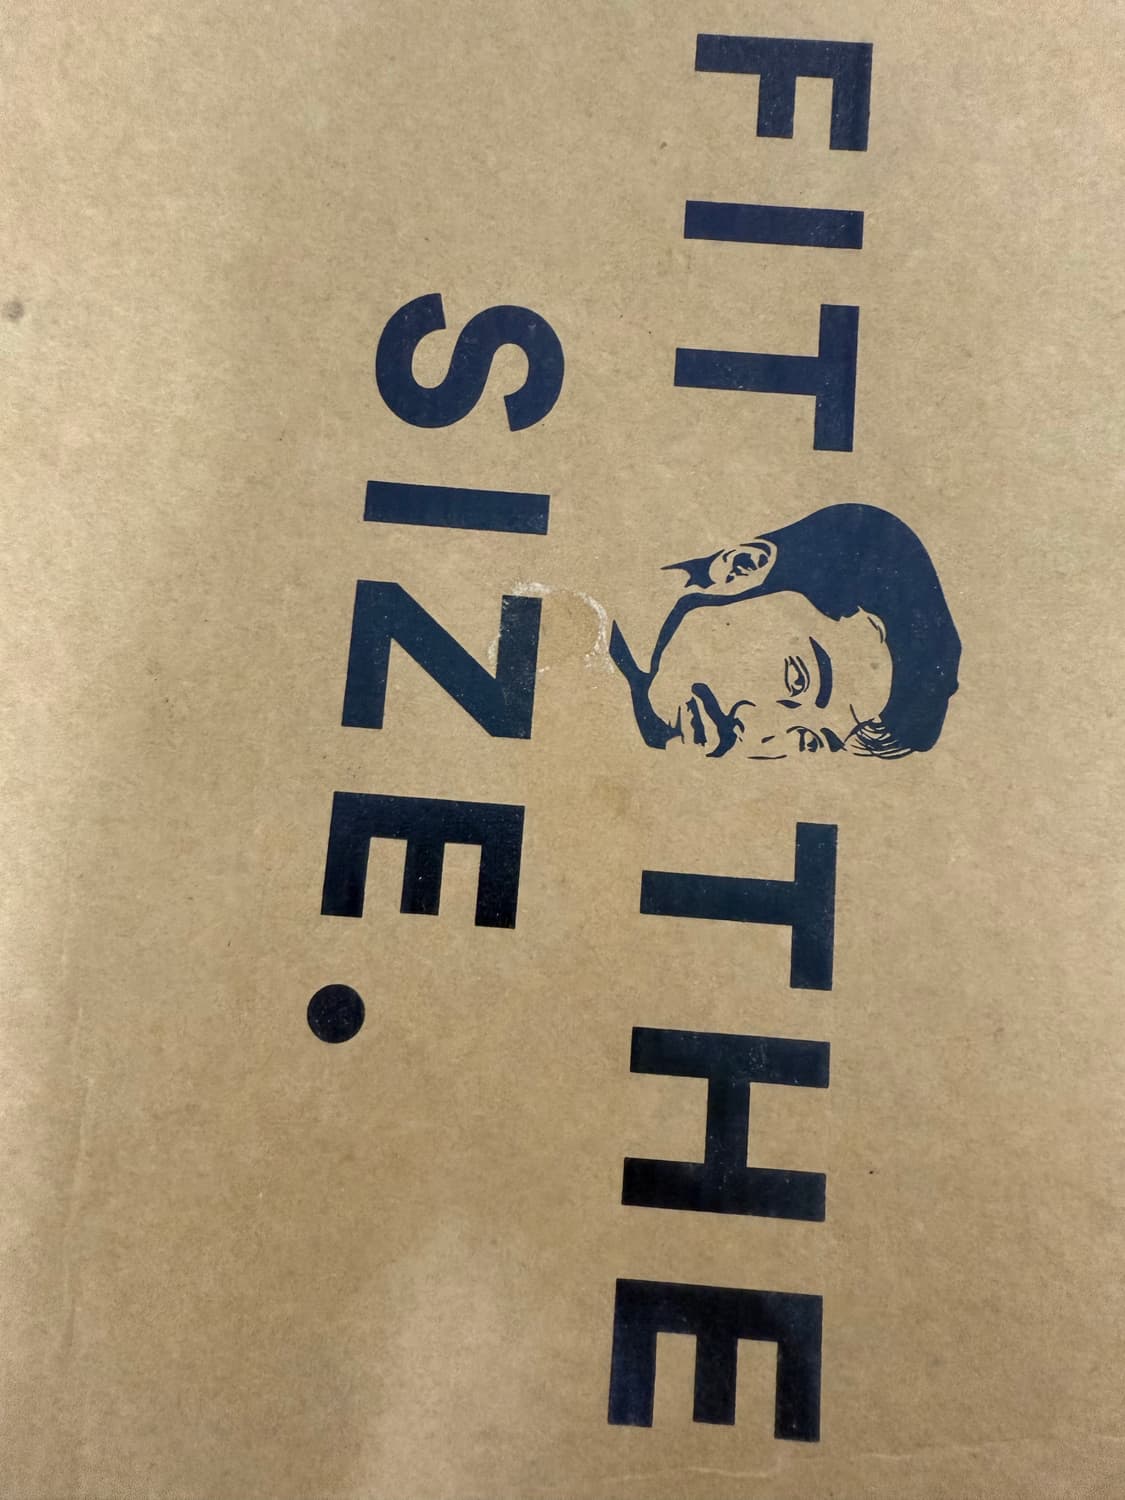 FIT THE
SIZE.